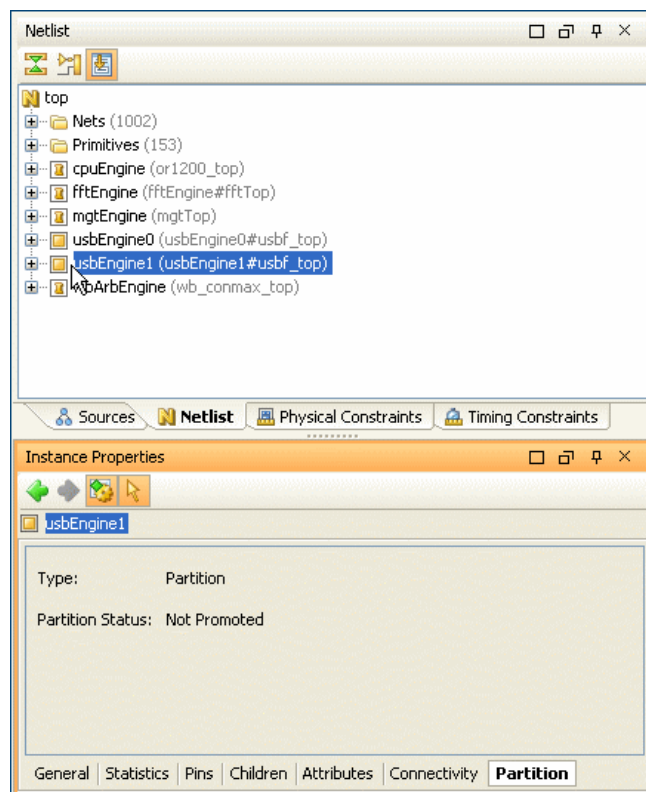 Netlist
top
Nets (1002)
Primitives (153)
cpuEngine (or1200_top)
fftEngine (fftEngine#fftTop)
mgtEngine (mgtTop)
usbEngine0 (usbEngine0#usbf_top)
usbEngine1 (usbEngine1#usbf_top)
wbArbEngine (wb_conmax_top)
Sources Netlist Physical Constraints Timing Constraints
Instance Properties
usbEngine1
Type: Partition
Partition Status: Not Promoted
General Statistics Pins Children Attributes Connectivity Partition